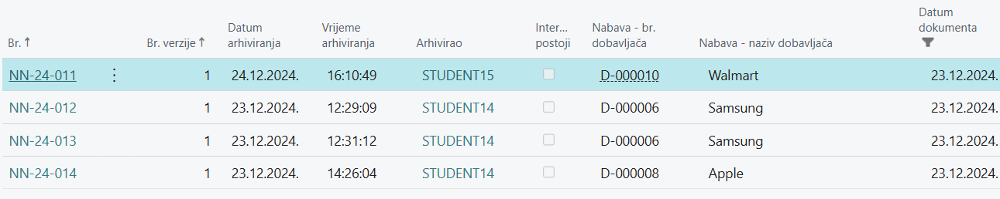 Br. ↑ Br. verzije ↑ Datum arhiviranja Vrijeme arhiviranja Arhivirao Inter... postoji Nabava - br. dobavljača Nabava - naziv dobavljača Datum dokumenta
NN-24-011 1 24.12.2024. 16:10:49 STUDENT15 D-000010 Walmart 23.12.2024.
NN-24-012 1 23.12.2024. 12:29:09 STUDENT14 D-000006 Samsung 23.12.2024.
NN-24-013 1 23.12.2024. 12:31:12 STUDENT14 D-000006 Samsung 23.12.2024.
NN-24-014 1 23.12.2024. 14:26:04 STUDENT14 D-000008 Apple 23.12.2024.